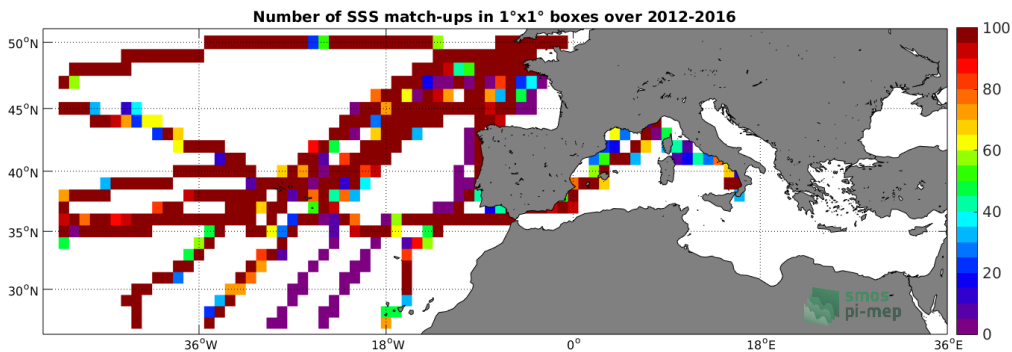 Number of SSS match-ups in 1°x1° boxes over 2012-2016
50°N
45°N
40°N
35°N
30°N
36°W
18°W
0°
18°E
36°E
100
80
60
40
20
0
smos
pi-mep